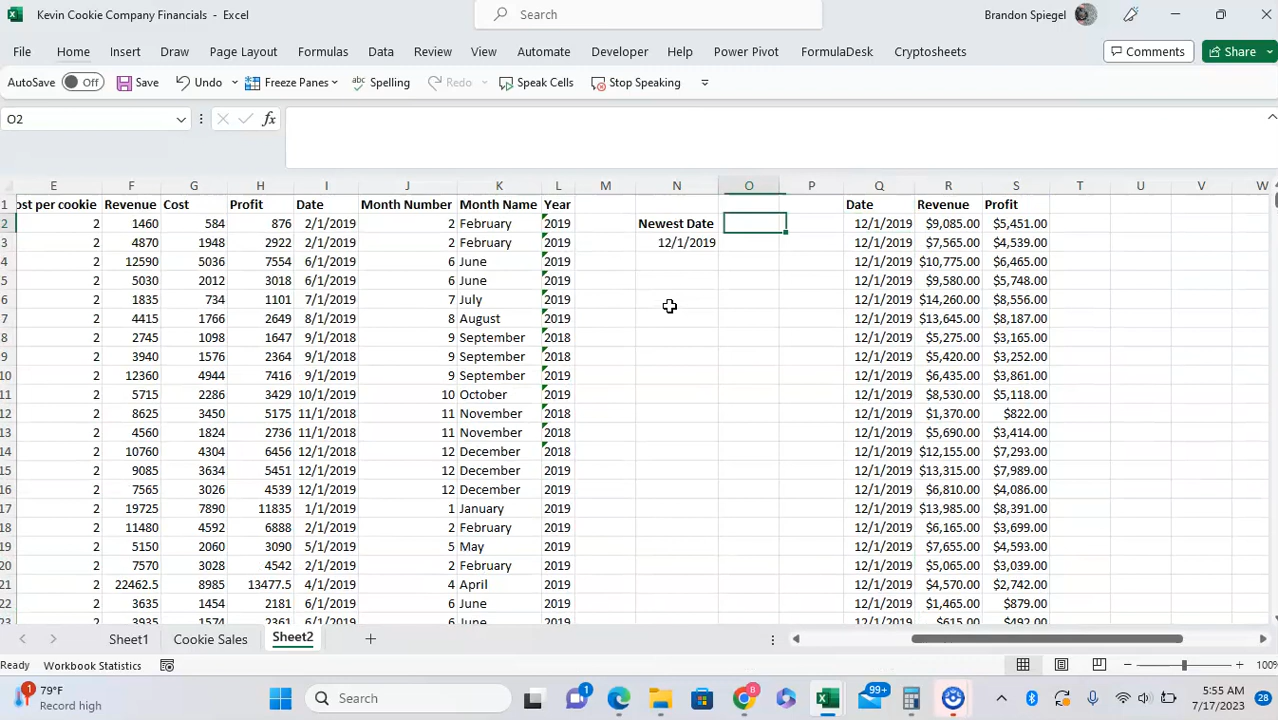 Kevin Cookie Company Financials - Excel
Search
Brandon Spiegel
File Home Insert Draw Page Layout Formulas Data Review View Automate Developer Help Power Pivot FormulaDesk Cryptosheets Comments Share
AutoSave Off Save Undo Freeze Panes Spelling Redo Speak Cells Stop Speaking
O2 fx
E F G H I J K L M N O P Q R S T U V W
1 ost per cookie Revenue Cost Profit Date Month Number Month Name Year Date Revenue Profit
2 2 1460 584 876 2/1/2019 2 February 2019 Newest Date 12/1/2019 $9,085.00 $5,451.00
3 2 4870 1948 2922 2/1/2019 2 February 2019 12/1/2019 12/1/2019 $7,565.00 $4,539.00
4 2 12590 5036 7554 6/1/2019 6 June 2019 12/1/2019 $10,775.00 $6,465.00
5 2 5030 2012 3018 6/1/2019 6 June 2019 12/1/2019 $9,580.00 $5,748.00
6 2 1835 734 1101 7/1/2019 7 July 2019 12/1/2019 $14,260.00 $8,556.00
7 2 4415 1766 2649 8/1/2019 8 August 2019 12/1/2019 $13,645.00 $8,187.00
8 2 2745 1098 1647 9/1/2018 9 September 2018 12/1/2019 $5,275.00 $3,165.00
9 2 3940 1576 2364 9/1/2018 9 September 2018 12/1/2019 $5,420.00 $3,252.00
10 2 12360 4944 7416 9/1/2019 9 September 2019 12/1/2019 $6,435.00 $3,861.00
11 2 5715 2286 3429 10/1/2019 10 October 2019 12/1/2019 $8,530.00 $5,118.00
12 2 8625 3450 5175 11/1/2018 11 November 2018 12/1/2019 $1,370.00 $822.00
13 2 4560 1824 2736 11/1/2018 11 November 2018 12/1/2019 $5,690.00 $3,414.00
14 2 10760 4304 6456 12/1/2018 12 December 2018 12/1/2019 $12,155.00 $7,293.00
15 2 9085 3634 5451 12/1/2019 12 December 2019 12/1/2019 $13,315.00 $7,989.00
16 2 7565 3026 4539 12/1/2019 12 December 2019 12/1/2019 $6,810.00 $4,086.00
17 2 19725 7890 11835 1/1/2019 1 January 2019 12/1/2019 $13,985.00 $8,391.00
18 2 11480 4592 6888 2/1/2019 2 February 2019 12/1/2019 $6,165.00 $3,699.00
19 2 5150 2060 3090 5/1/2019 5 May 2019 12/1/2019 $7,655.00 $4,593.00
20 2 7570 3028 4542 2/1/2019 2 February 2019 12/1/2019 $5,065.00 $3,039.00
21 2 22462.5 8985 13477.5 4/1/2019 4 April 2019 12/1/2019 $4,570.00 $2,742.00
22 2 3635 1454 2181 6/1/2019 6 June 2019 12/1/2019 $1,465.00 $879.00
23 2 3935 1574 2361 6/1/2019 6 June 2019 12/1/2019 $615.00 $492.00
Sheet1 Cookie Sales Sheet2
Ready Workbook Statistics 100%
1 79°F Record high Search 1 8 99+ 5:55 AM 7/17/2023 28